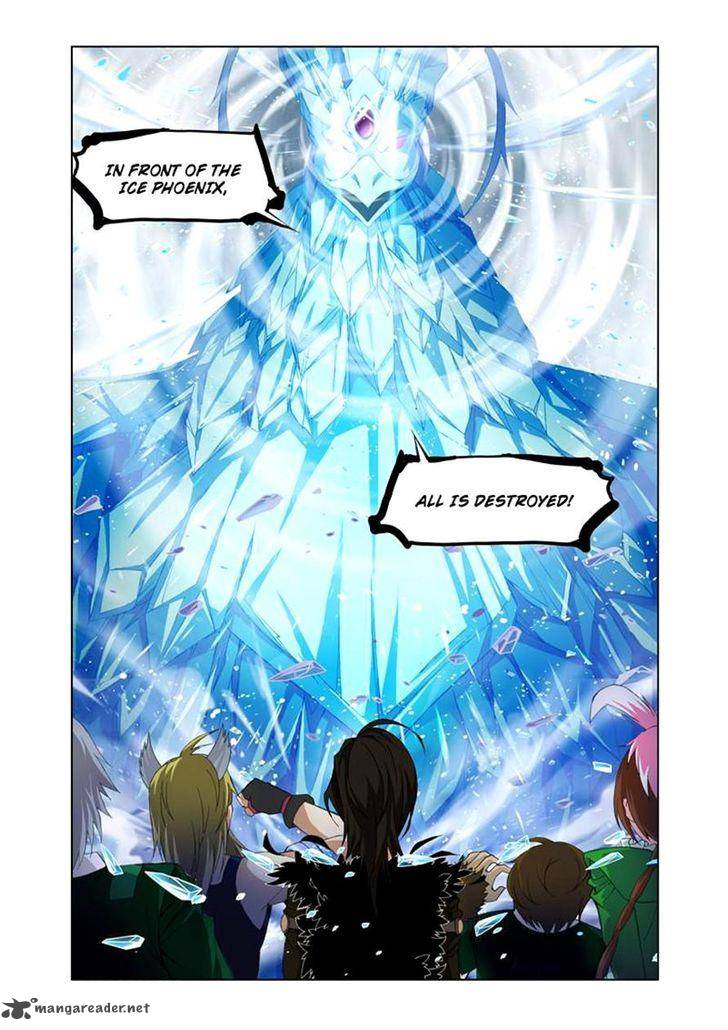 IN FRONT OF THE
ICE PHOENIX,
ALL IS DESTROYED!
mangareader.net